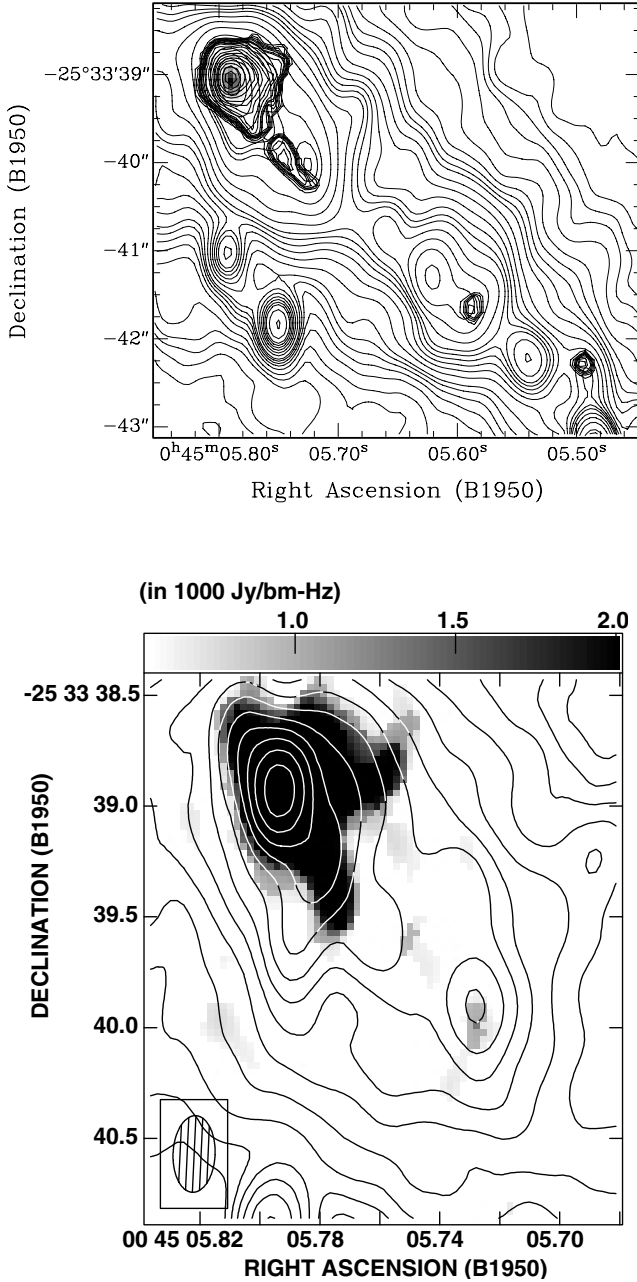 Declination (B1950)
−25°33′39″
−40″
−41″
−42″
−43″
0ʰ45ᵐ05.80ˢ 05.70ˢ 05.60ˢ 05.50ˢ
Right Ascension (B1950)
(in 1000 Jy/bm-Hz)
1.0 1.5 2.0
DECLINATION (B1950)
-25 33 38.5
39.0
39.5
40.0
40.5
00 45 05.82 05.78 05.74 05.70
RIGHT ASCENSION (B1950)